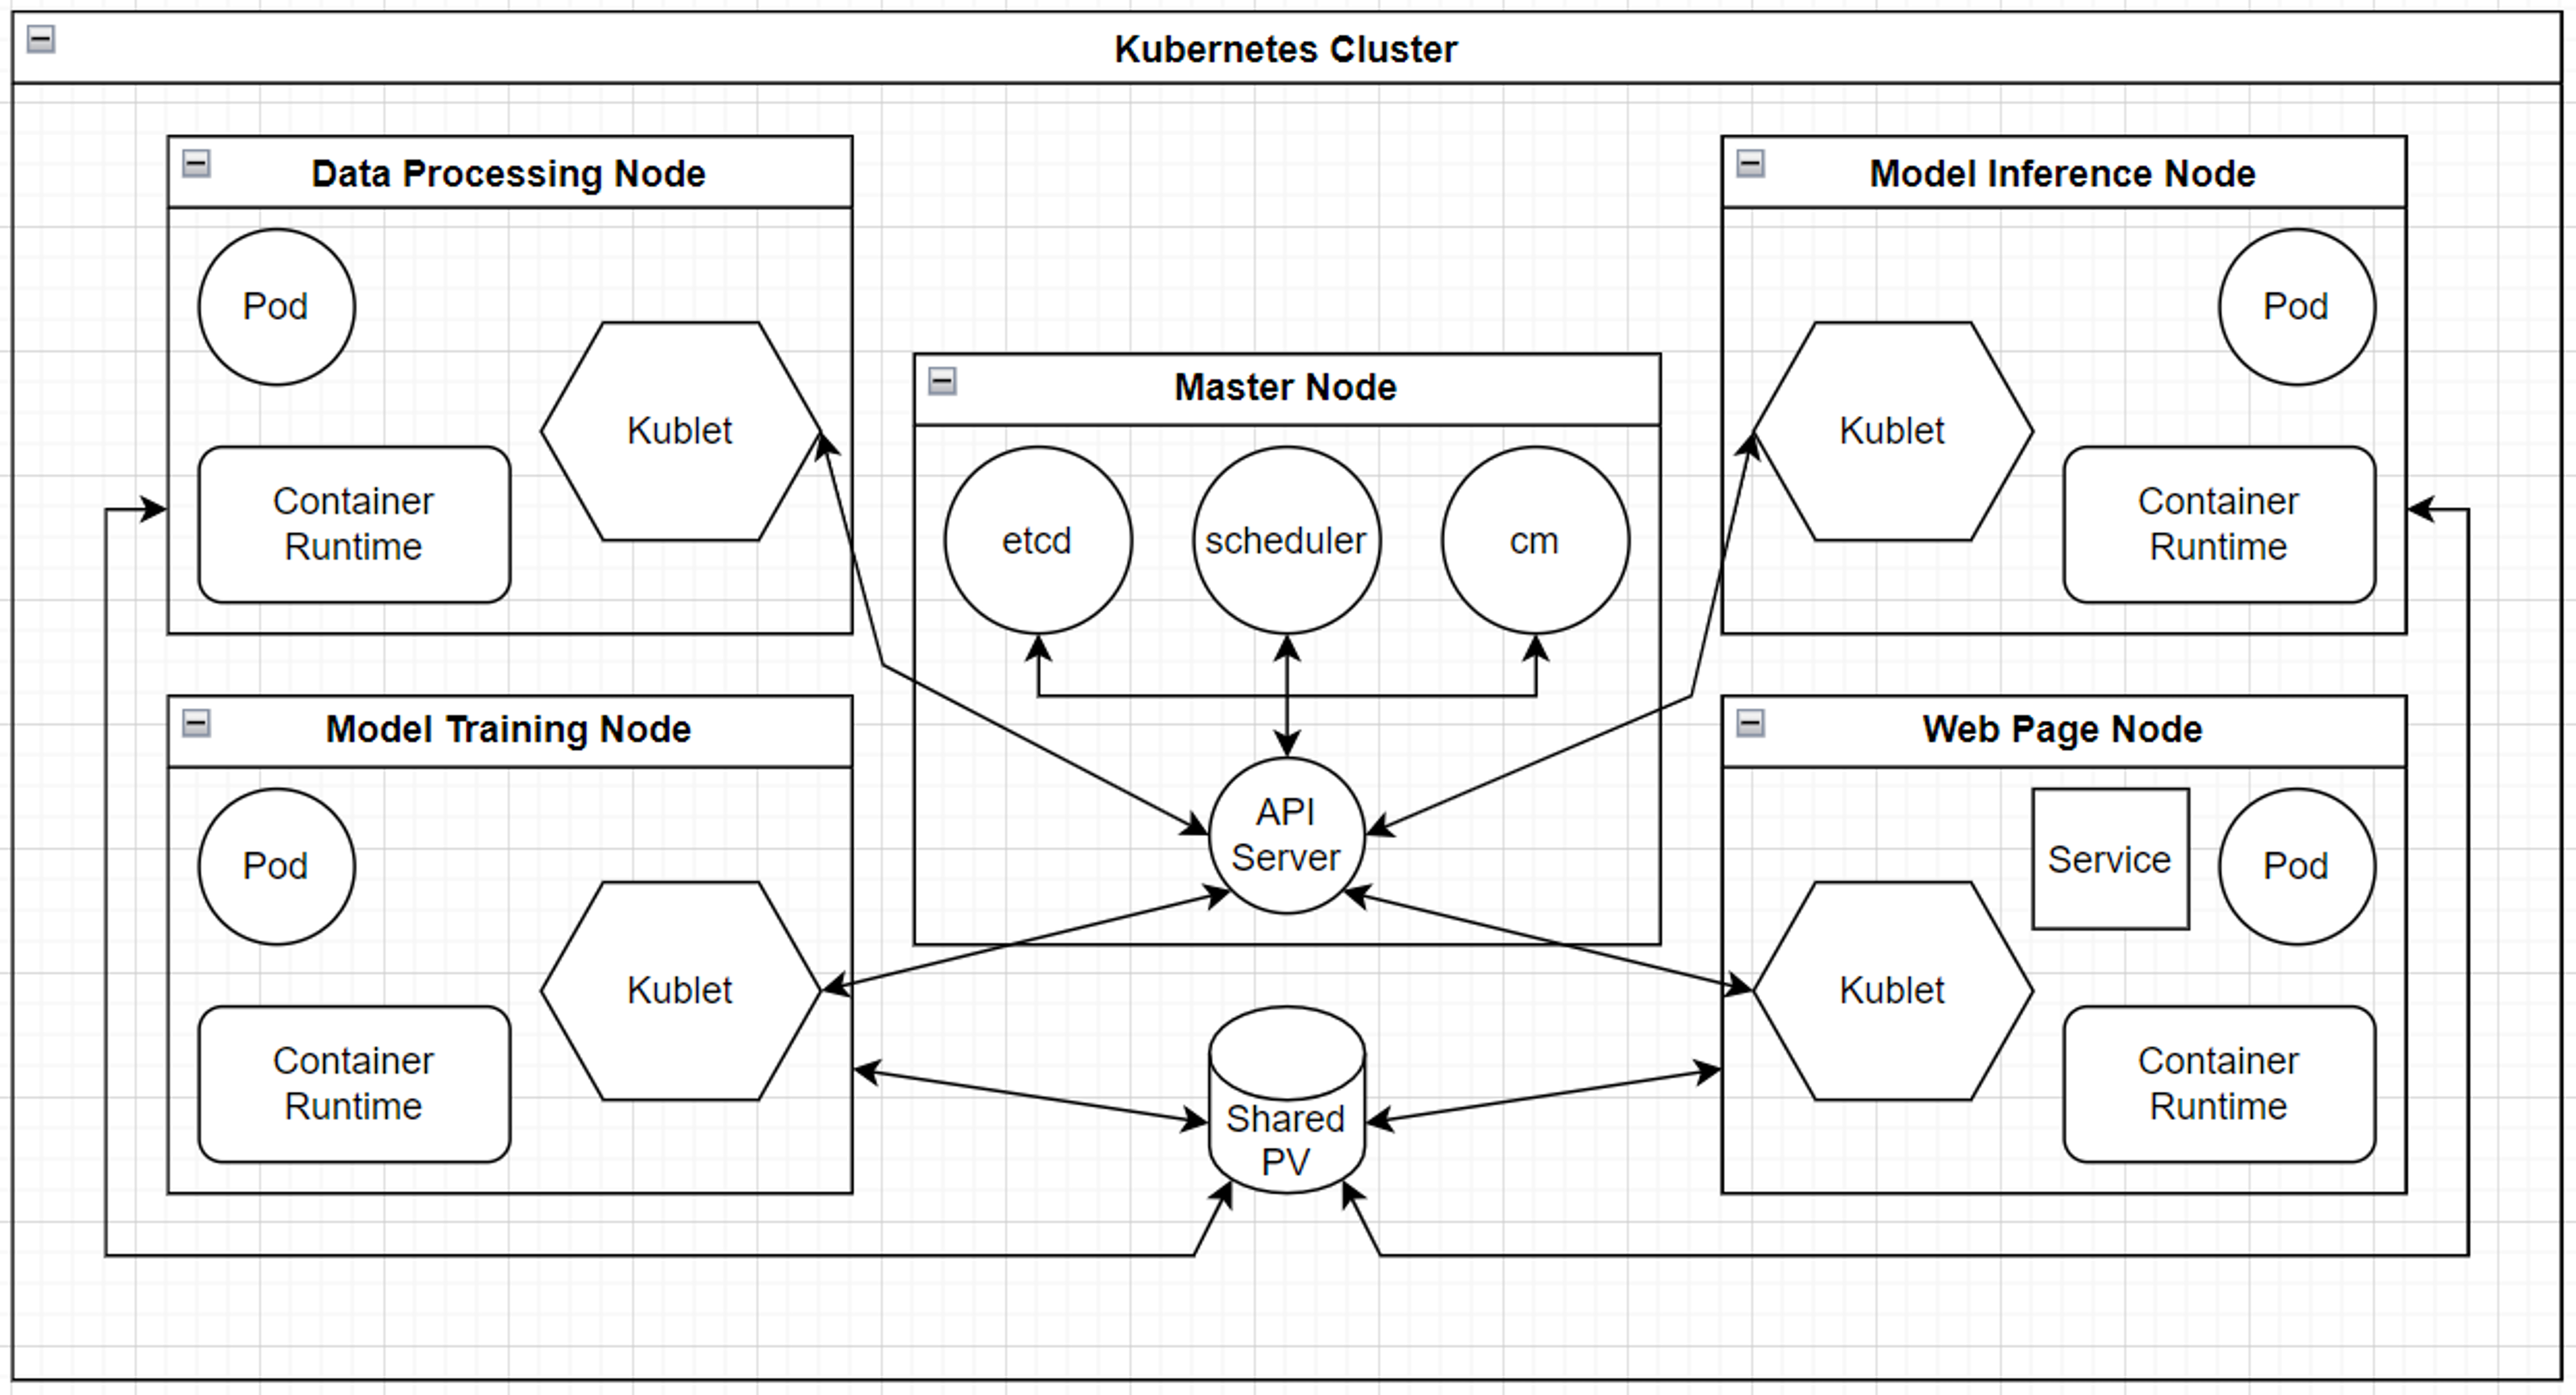 Kubernetes Cluster
Data Processing Node
Pod
Kublet
Container
Runtime
Model Inference Node
Pod
Kublet
Container
Runtime
Master Node
etcd
scheduler
cm
API
Server
Model Training Node
Pod
Kublet
Container
Runtime
Web Page Node
Service
Pod
Kublet
Container
Runtime
Shared
PV